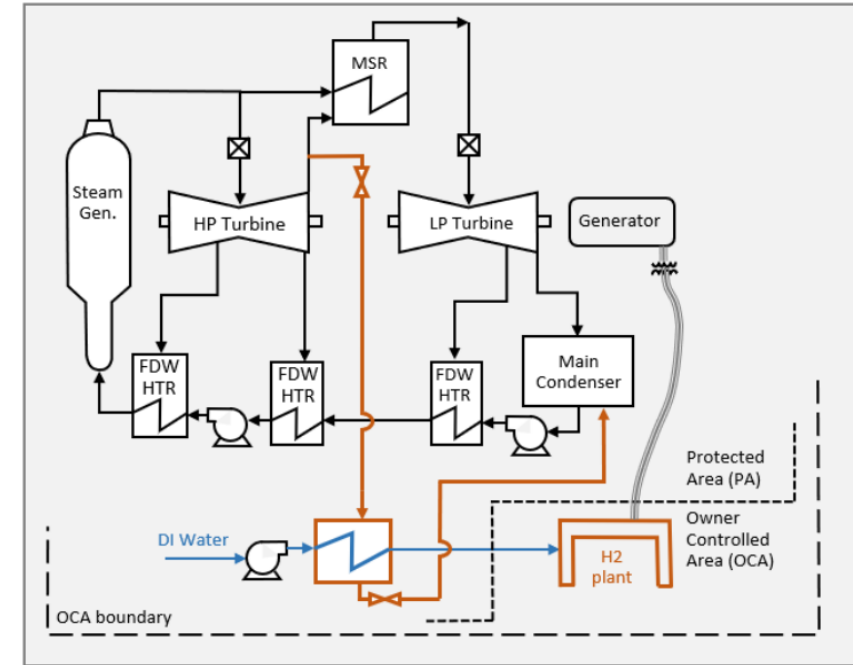 MSR
Steam
Gen.
HP Turbine
LP Turbine
Generator
FDW
HTR
FDW
HTR
FDW
HTR
Main
Condenser
Protected
Area (PA)
DI Water
Owner
Controlled
Area (OCA)
H2
plant
OCA boundary